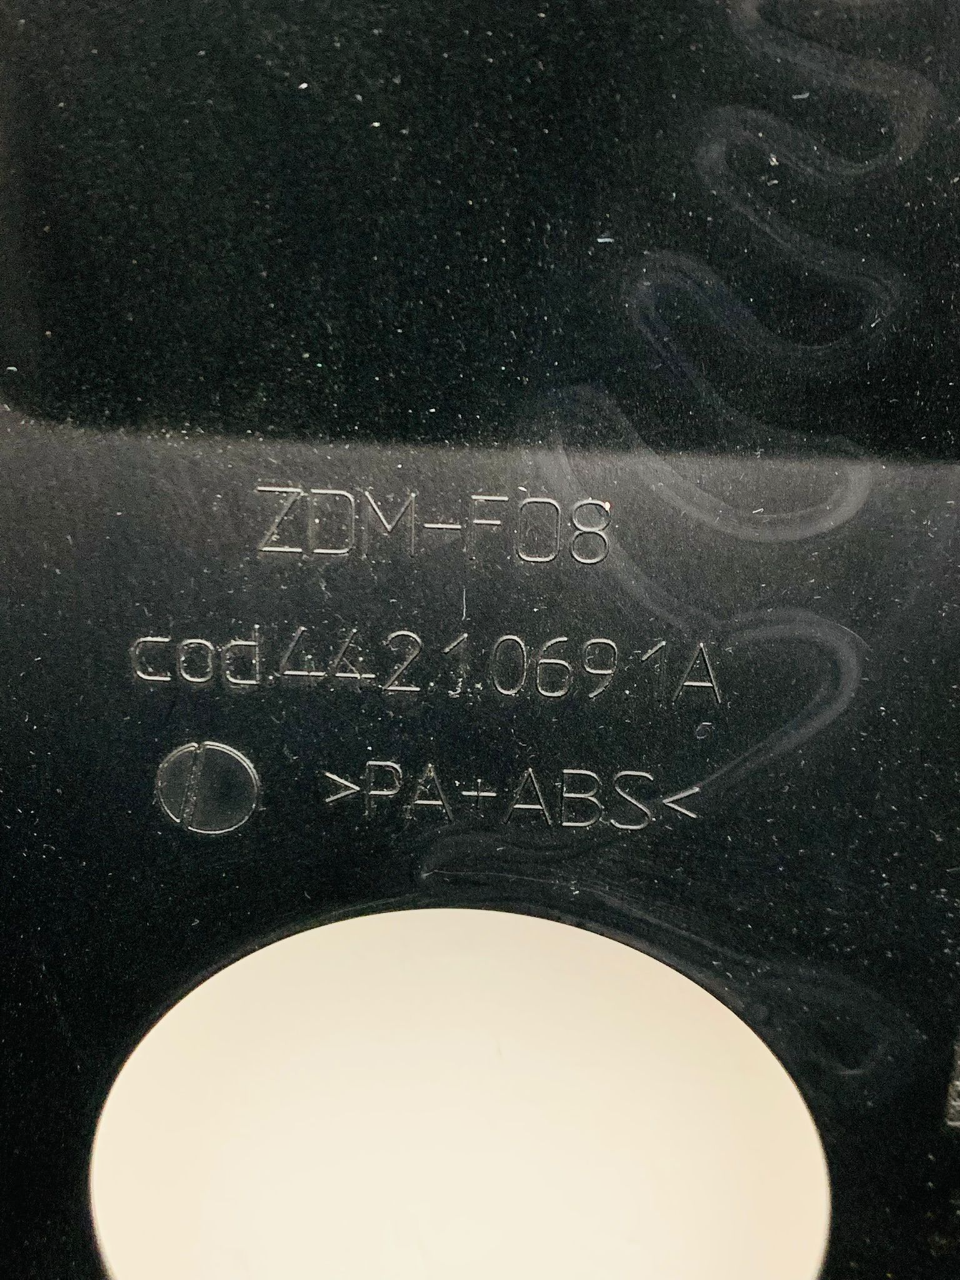 ZDM-F08
cod.44210691A
>PA+ABS<